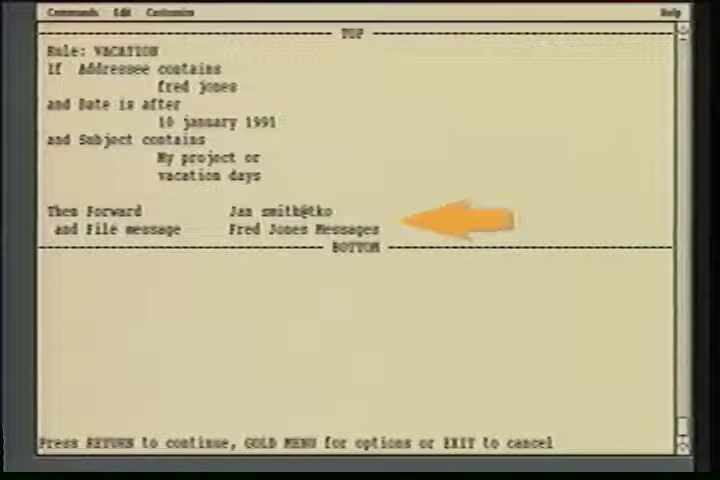 Commands Edit Customize Help
TOP
Rule: VACATION
If Addressee contains
fred jones
and Date is after
10 january 1991
and Subject contains
My project or
vacation days
Then Forward Jan smith@tko
and File message Fred Jones Messages
BOTTOM
Press RETURN to continue, GOLD MENU for options or EXIT to cancel